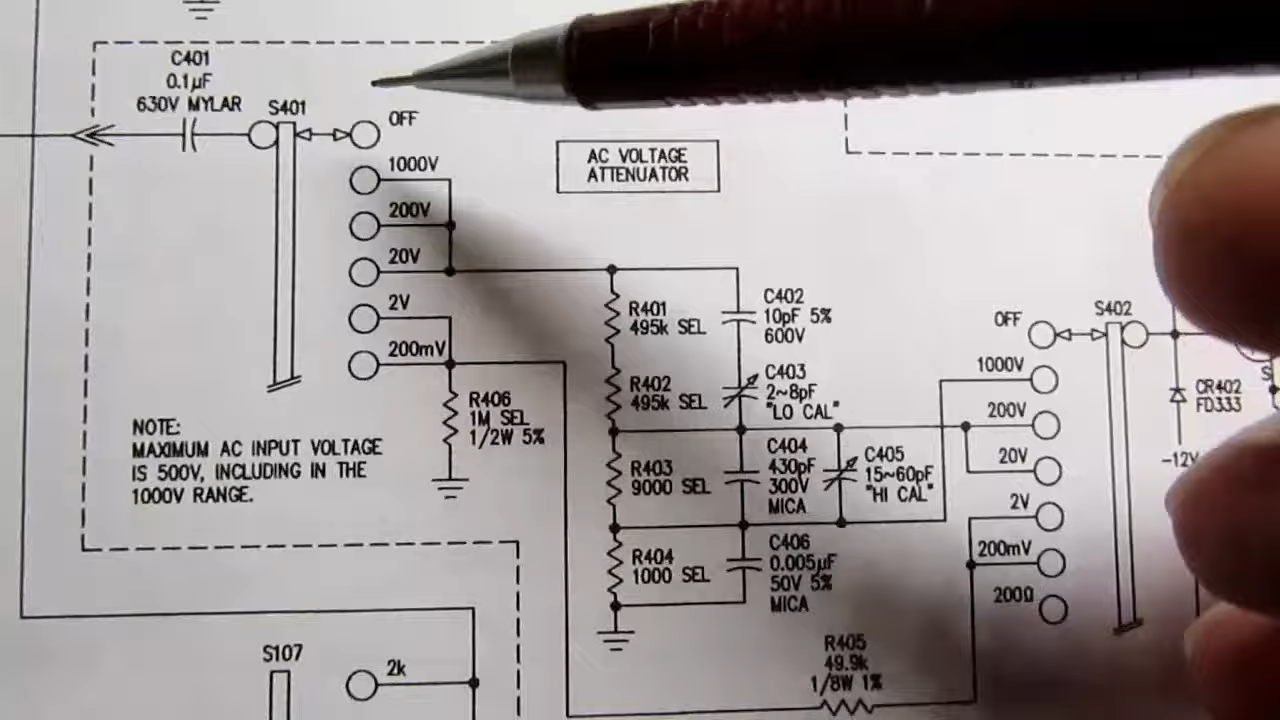 C401
0.1µF
630V MYLAR
S401
OFF
1000V
200V
20V
2V
200mV
AC VOLTAGE
ATTENUATOR
R401
495k SEL
C402
10pF 5%
600V
R402
495k SEL
C403
2~8pF
"LO CAL"
R406
1M SEL
1/2W 5%
NOTE:
MAXIMUM AC INPUT VOLTAGE
IS 500V, INCLUDING IN THE
1000V RANGE.
R403
9000 SEL
C404
430pF
300V
MICA
C405
15~60pF
"HI CAL"
R404
1000 SEL
C406
0.005µF
50V 5%
MICA
R405
49.9k
1/8W 1%
S402
OFF
1000V
200V
20V
2V
200mV
200Ω
CR402
FD333
-12V
S107
2k